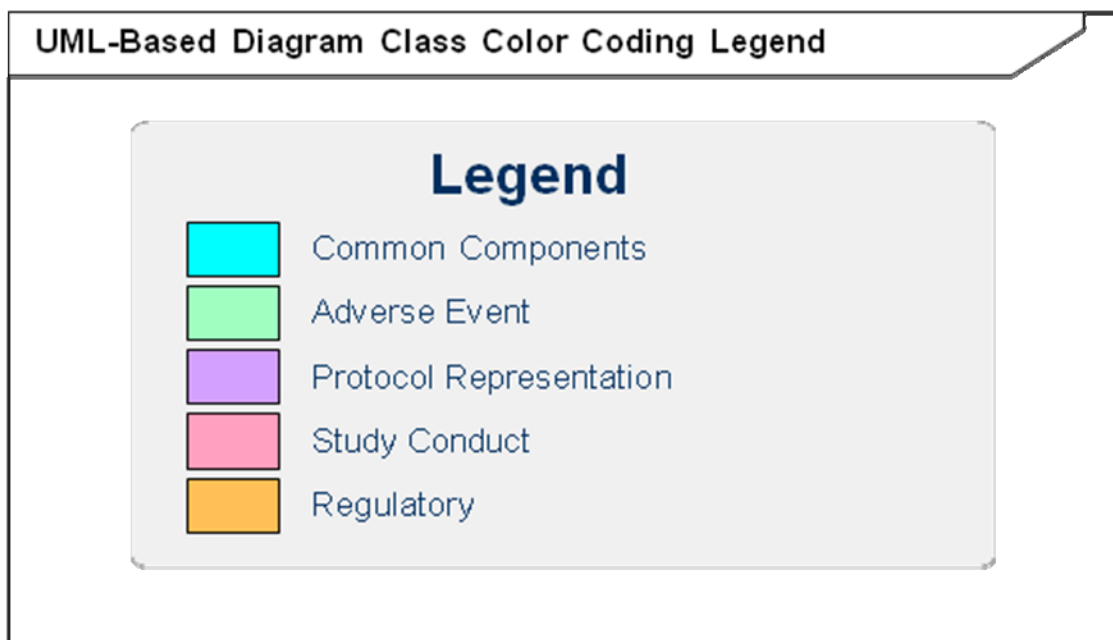 UML-Based Diagram Class Color Coding Legend
Legend
Common Components
Adverse Event
Protocol Representation
Study Conduct
Regulatory